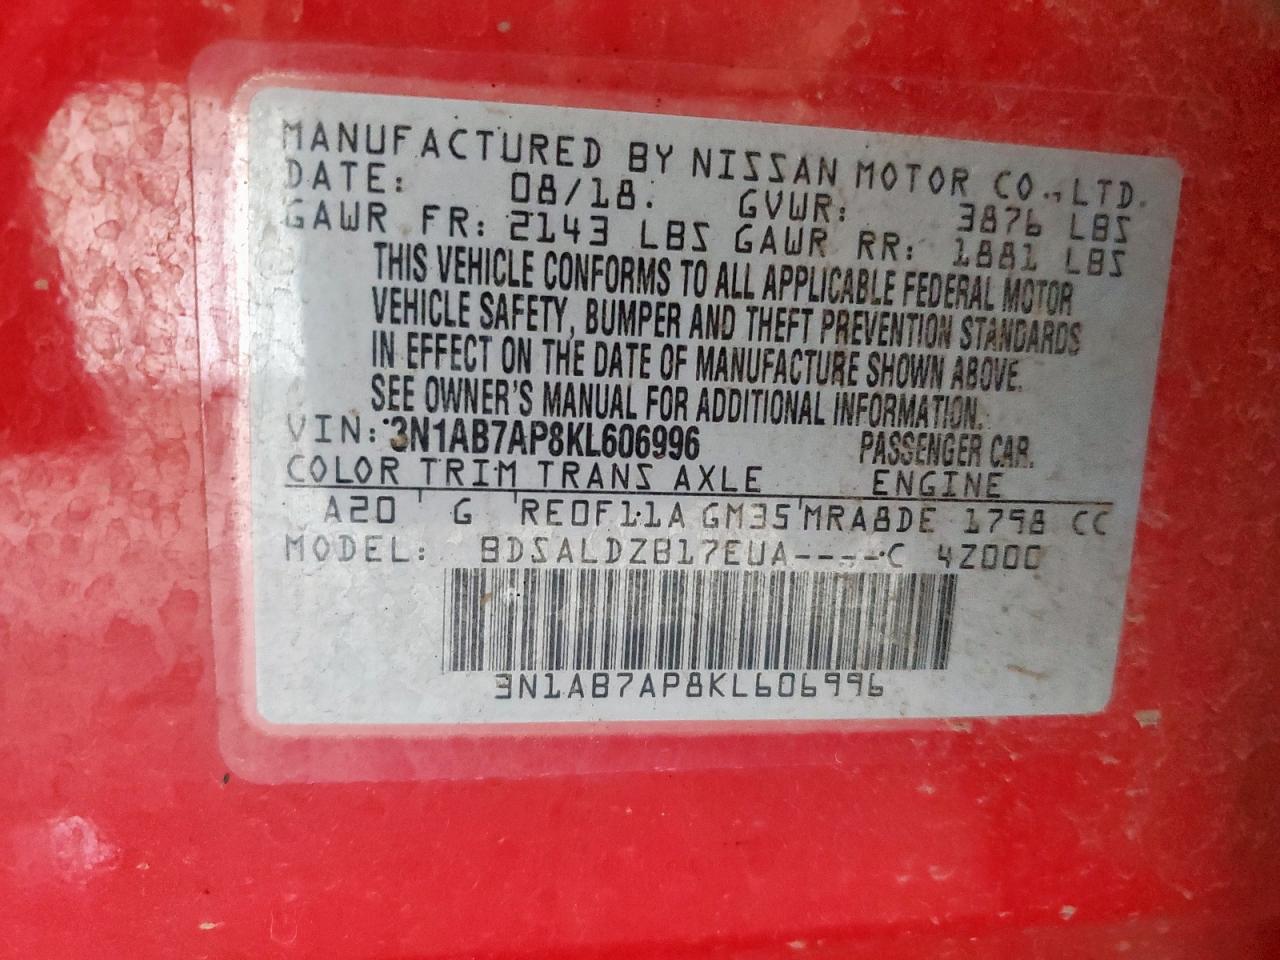 MANUFACTURED BY NISSAN MOTOR CO., LTD.
DATE: 08/18. GVWR: 3876 LBS
GAWR FR: 2143 LBS GAWR RR: 1881 LBS
THIS VEHICLE CONFORMS TO ALL APPLICABLE FEDERAL MOTOR
VEHICLE SAFETY, BUMPER AND THEFT PREVENTION STANDARDS
IN EFFECT ON THE DATE OF MANUFACTURE SHOWN ABOVE.
SEE OWNER'S MANUAL FOR ADDITIONAL INFORMATION.
VIN: 3N1AB7AP8KL606996 PASSENGER CAR.
COLOR TRIM TRANS AXLE ENGINE
A20 G RE0F11A GM35 MRA8DE 1798 CC
MODEL: BDSALDZB17EUA----C 4Z000
3N1AB7AP8KL606996